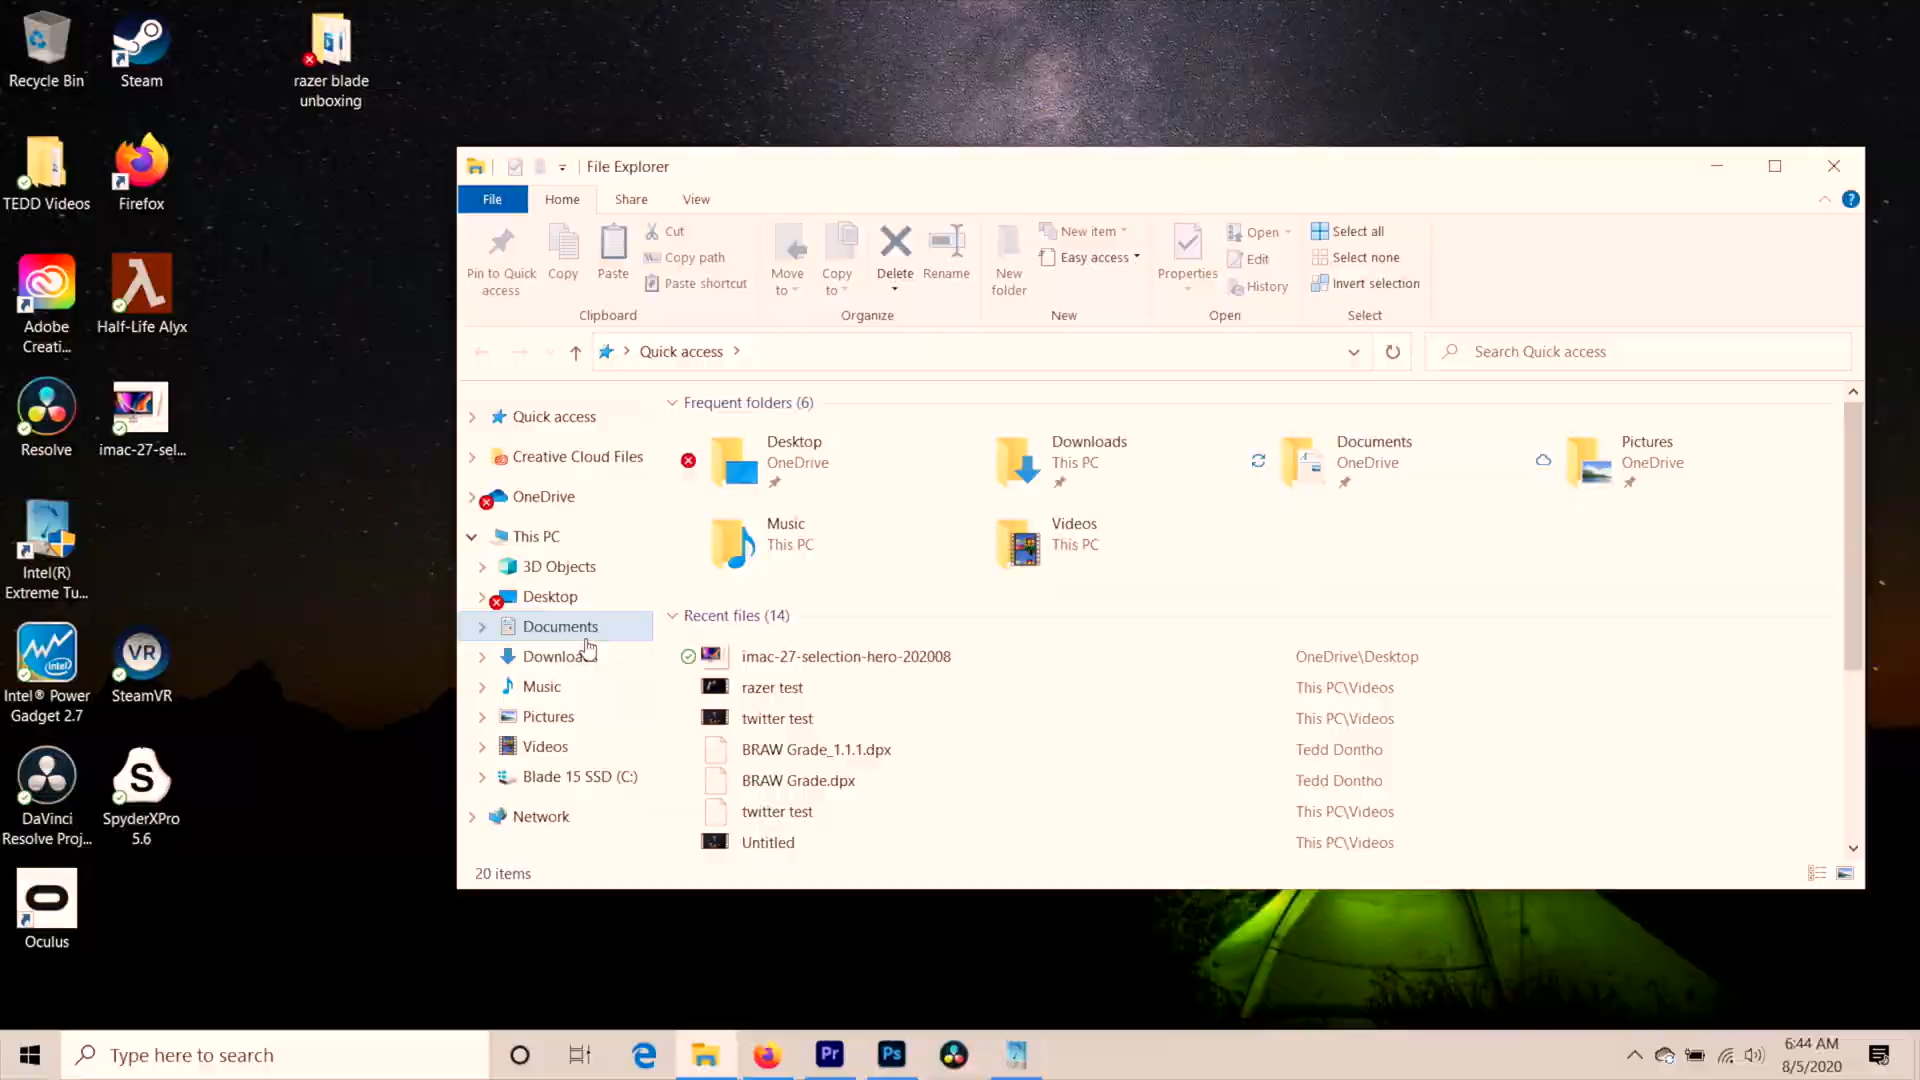 Recycle Bin
Steam
razer blade
unboxing
TEDD Videos
Firefox
Adobe
Creati...
Half-Life Alyx
Resolve
imac-27-sel...
Intel(R)
Extreme Tu...
intel
Intel® Power
Gadget 2.7
VR
SteamVR
DaVinci
Resolve Proj...
S
SpyderXPro
5.6
Oculus
File Explorer
File
Home
Share
View
?
Pin to Quick
access
Copy
Paste
Cut
Copy path
Paste shortcut
Clipboard
Move
to
Copy
to
Delete
Rename
Organize
New
folder
New item
Easy access
New
Properties
Open
Edit
History
Open
Select all
Select none
Invert selection
Select
Quick access
Search Quick access
Quick access
Creative Cloud Files
OneDrive
This PC
3D Objects
Desktop
Documents
Downloads
Music
Pictures
Videos
Blade 15 SSD (C:)
Network
Frequent folders (6)
Desktop
OneDrive
Downloads
This PC
Documents
OneDrive
Pictures
OneDrive
Music
This PC
Videos
This PC
Recent files (14)
imac-27-selection-hero-202008 OneDrive\Desktop
razer test This PC\Videos
twitter test This PC\Videos
BRAW Grade_1.1.1.dpx Tedd Dontho
BRAW Grade.dpx Tedd Dontho
twitter test This PC\Videos
Untitled This PC\Videos
20 items
Type here to search
Pr
Ps
6:44 AM
8/5/2020